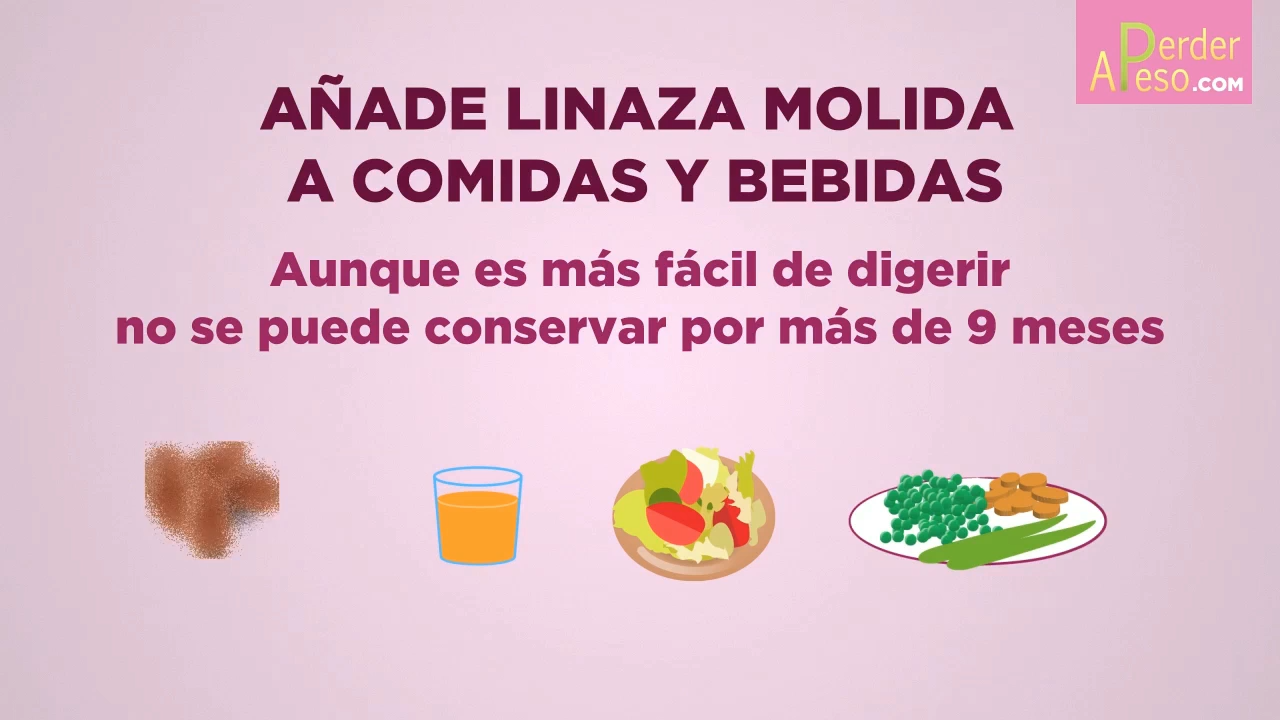 A Perder Peso.com
AÑADE LINAZA MOLIDA
A COMIDAS Y BEBIDAS
Aunque es más fácil de digerir
no se puede conservar por más de 9 meses